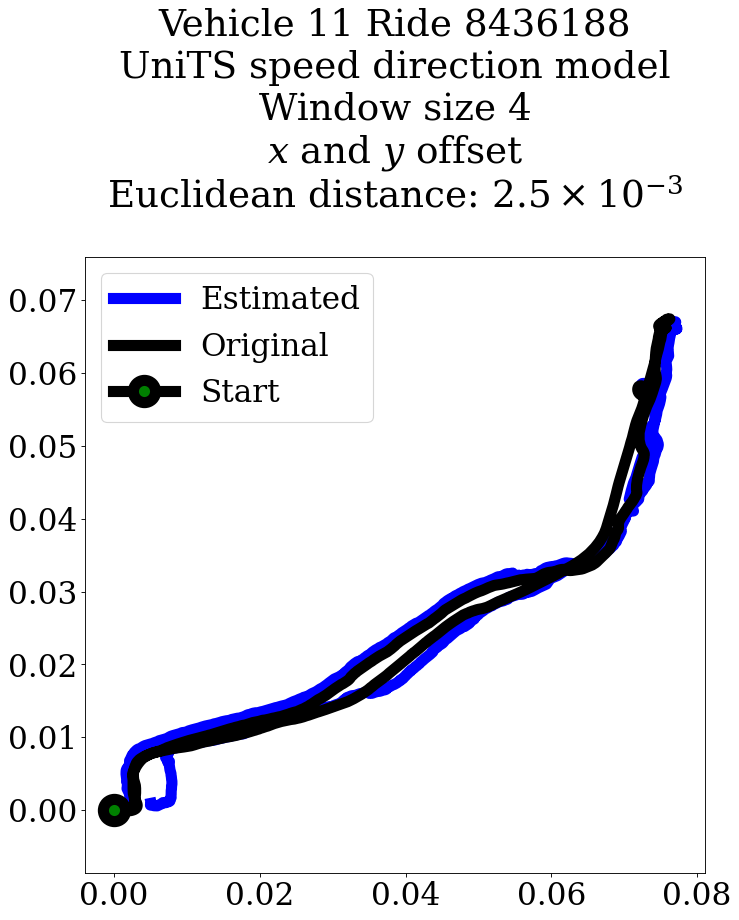 Vehicle 11 Ride 8436188
UniTS speed direction model
Window size 4
x and y offset
Euclidean distance: 2.5 × 10⁻³
Estimated
Original
Start
0.07
0.06
0.05
0.04
0.03
0.02
0.01
0.00
0.00 0.02 0.04 0.06 0.08